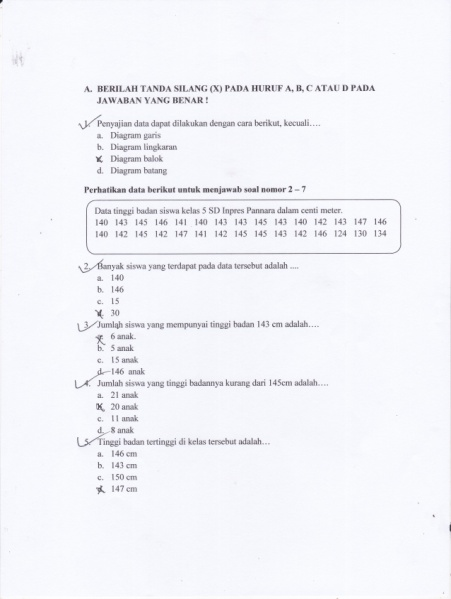 A. BERILAH TANDA SILANG (X) PADA HURUF A, B, C ATAU D PADA
JAWABAN YANG BENAR !
1. Penyajian data dapat dilakukan dengan cara berikut, kecuali….
a. Diagram garis
b. Diagram lingkaran
c. Diagram balok
d. Diagram batang
Perhatikan data berikut untuk menjawab soal nomor 2 – 7
Data tinggi badan siswa kelas 5 SD Inpres Pannara dalam centi meter.
140 143 145 146 141 140 143 143 145 143 140 142 143 147 146
140 142 145 142 147 141 142 145 145 143 142 146 124 130 134
2. Banyak siswa yang terdapat pada data tersebut adalah ....
a. 140
b. 146
c. 15
d. 30
3. Jumlah siswa yang mempunyai tinggi badan 143 cm adalah….
a. 6 anak.
b. 5 anak
c. 15 anak
d. 146 anak
4. Jumlah siswa yang tinggi badannya kurang dari 145cm adalah….
a. 21 anak
b. 20 anak
c. 11 anak
d. 8 anak
5. Tinggi badan tertinggi di kelas tersebut adalah…
a. 146 cm
b. 143 cm
c. 150 cm
d. 147 cm